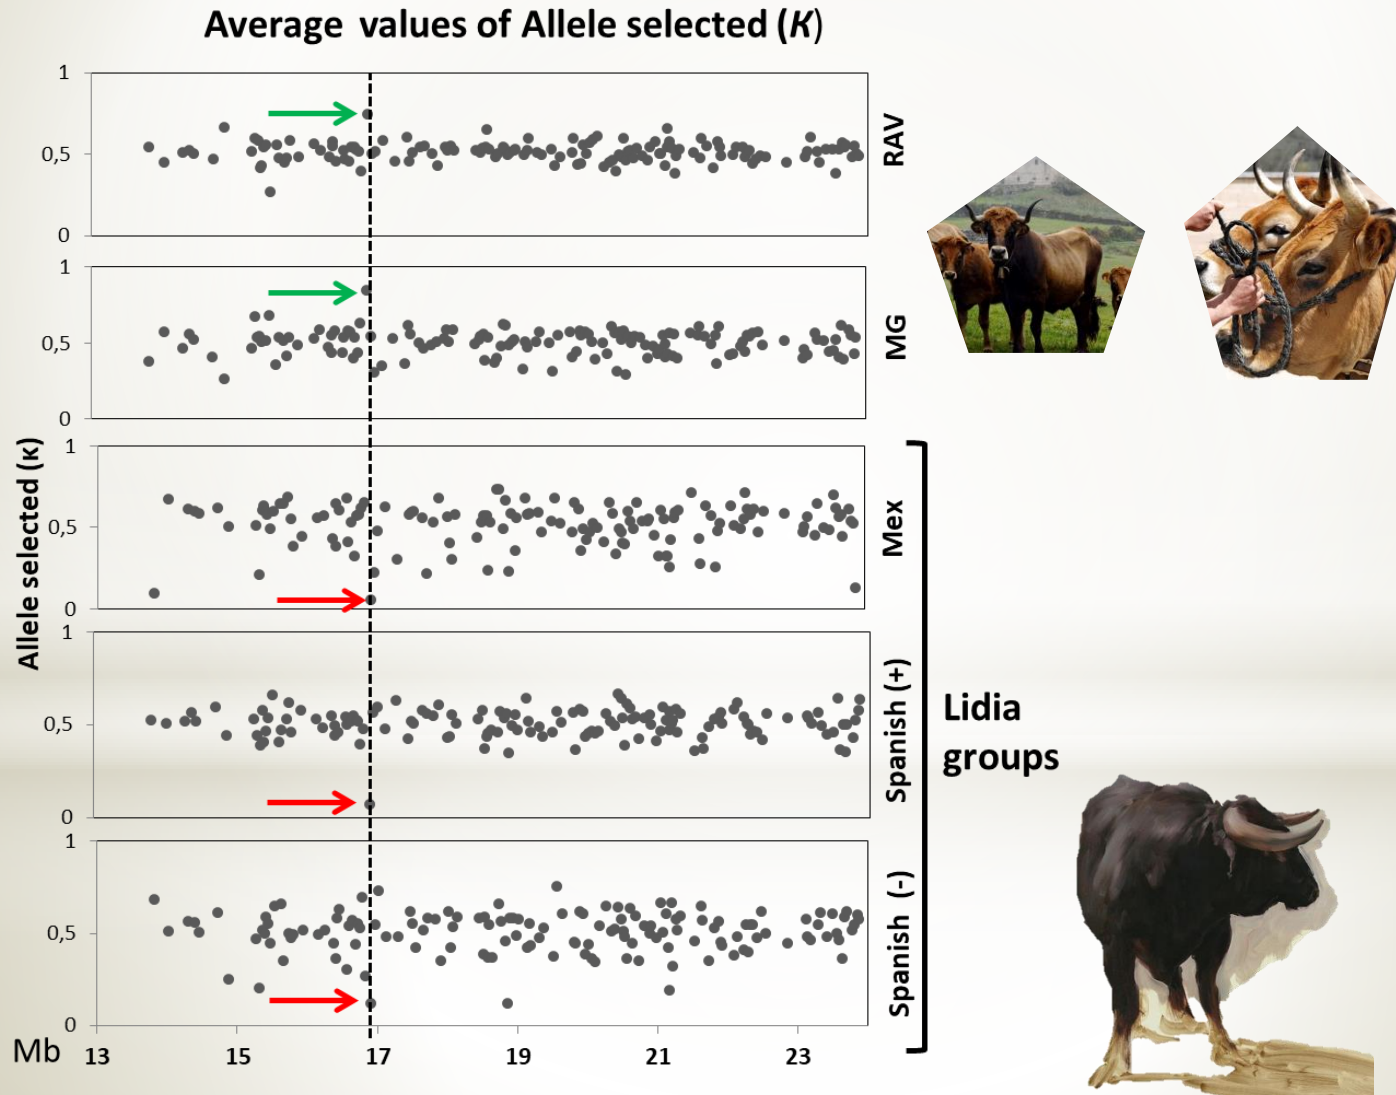 Average values of Allele selected (K)
1
0,5
0
RAV
1
0,5
0
MG
Allele selected (κ)
1
0,5
0
Mex
1
0,5
0
Spanish (+)
Lidia
groups
1
0,5
0
Spanish (-)
Mb 13 15 17 19 21 23